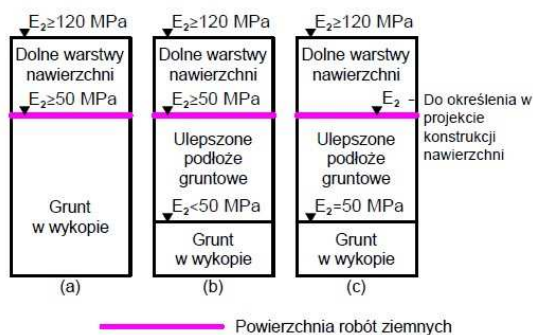 E₂≥120 MPa E₂≥120 MPa E₂≥120 MPa
Dolne warstwy Dolne warstwy Dolne warstwy
nawierzchni nawierzchni nawierzchni
E₂≥50 MPa E₂≥50 MPa E₂ - Do określenia w
projekcie
konstrukcji
nawierzchni
Ulepszone Ulepszone
podłoże podłoże
gruntowe gruntowe
Grunt
w wykopie
E₂<50 MPa E₂=50 MPa
Grunt Grunt
w wykopie w wykopie
(a) (b) (c)
Powierzchnia robót ziemnych